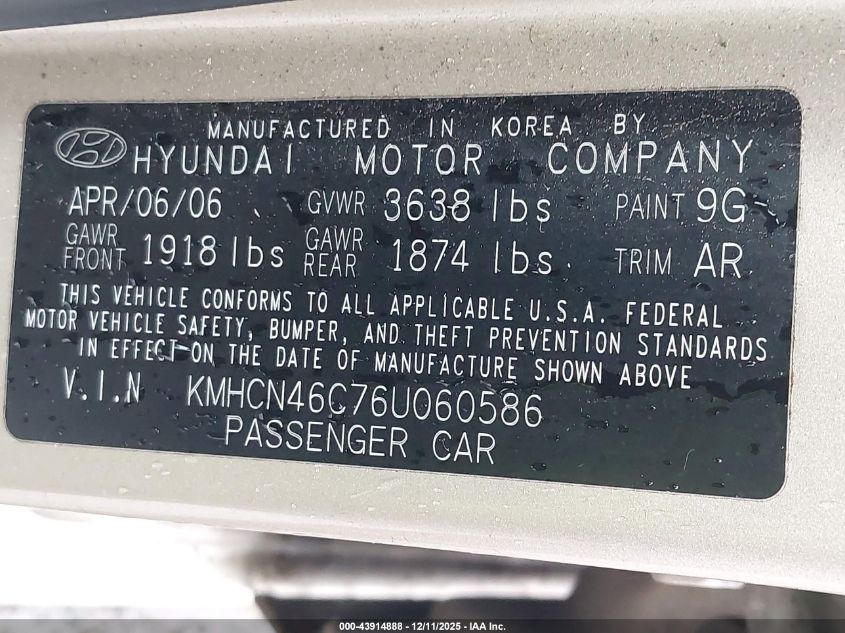 MANUFACTURED IN KOREA BY
HYUNDAI MOTOR COMPANY
APR/06/06 GVWR 3638 lbs PAINT 9G
GAWR FRONT 1918 lbs GAWR REAR 1874 lbs TRIM AR
THIS VEHICLE CONFORMS TO ALL APPLICABLE U.S.A. FEDERAL
MOTOR VEHICLE SAFETY, BUMPER, AND THEFT PREVENTION STANDARDS
IN EFFECT ON THE DATE OF MANUFACTURE SHOWN ABOVE
V.I.N KMHCN46C76U060586
PASSENGER CAR
000-43914888 - 12/11/2025 - IAA Inc.